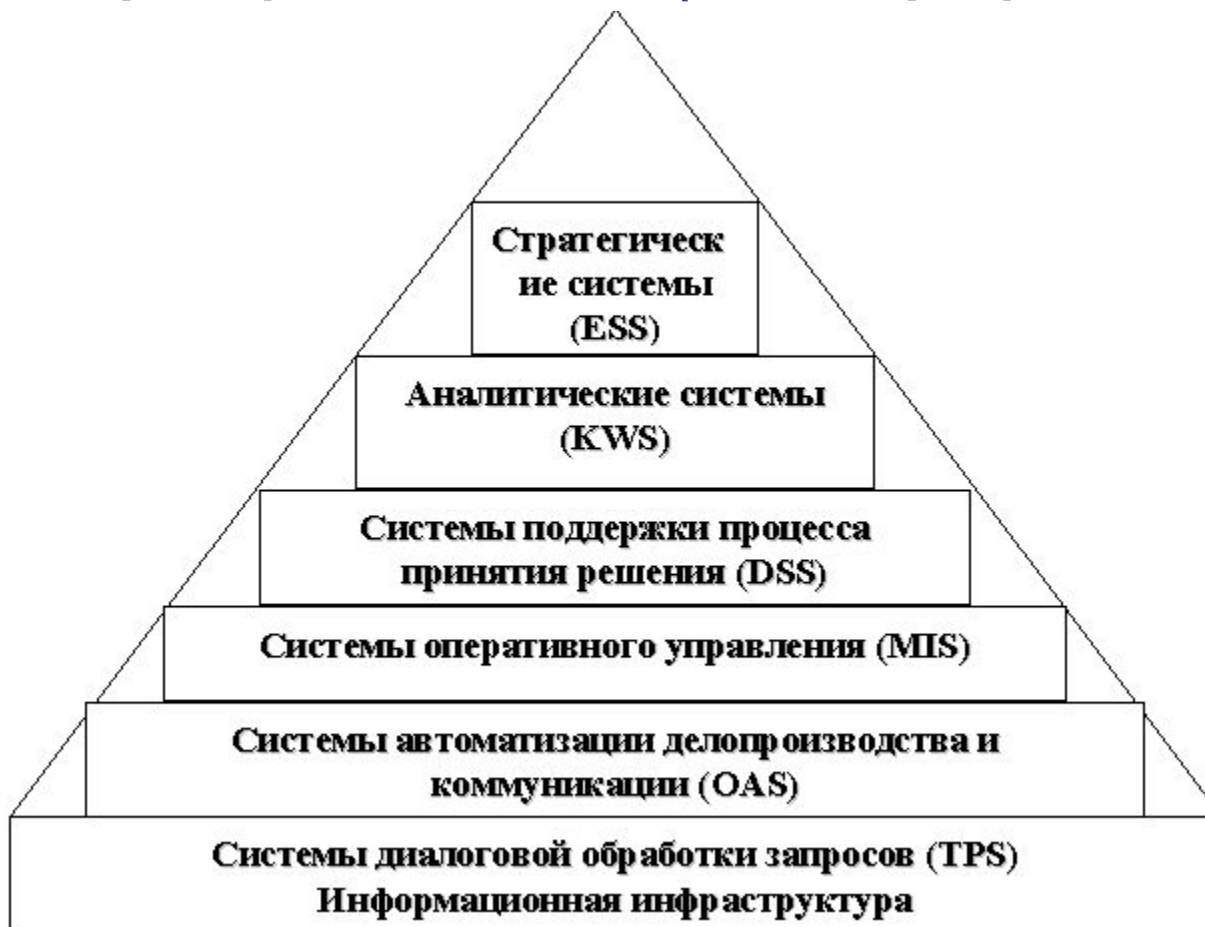 Стратегическ
ие системы
(ESS)
Аналитические системы
(KWS)
Системы поддержки процесса
принятия решения (DSS)
Системы оперативного управления (MIS)
Системы автоматизации делопроизводства и
коммуникации (OAS)
Системы диалоговой обработки запросов (TPS)
Информационная инфраструктура